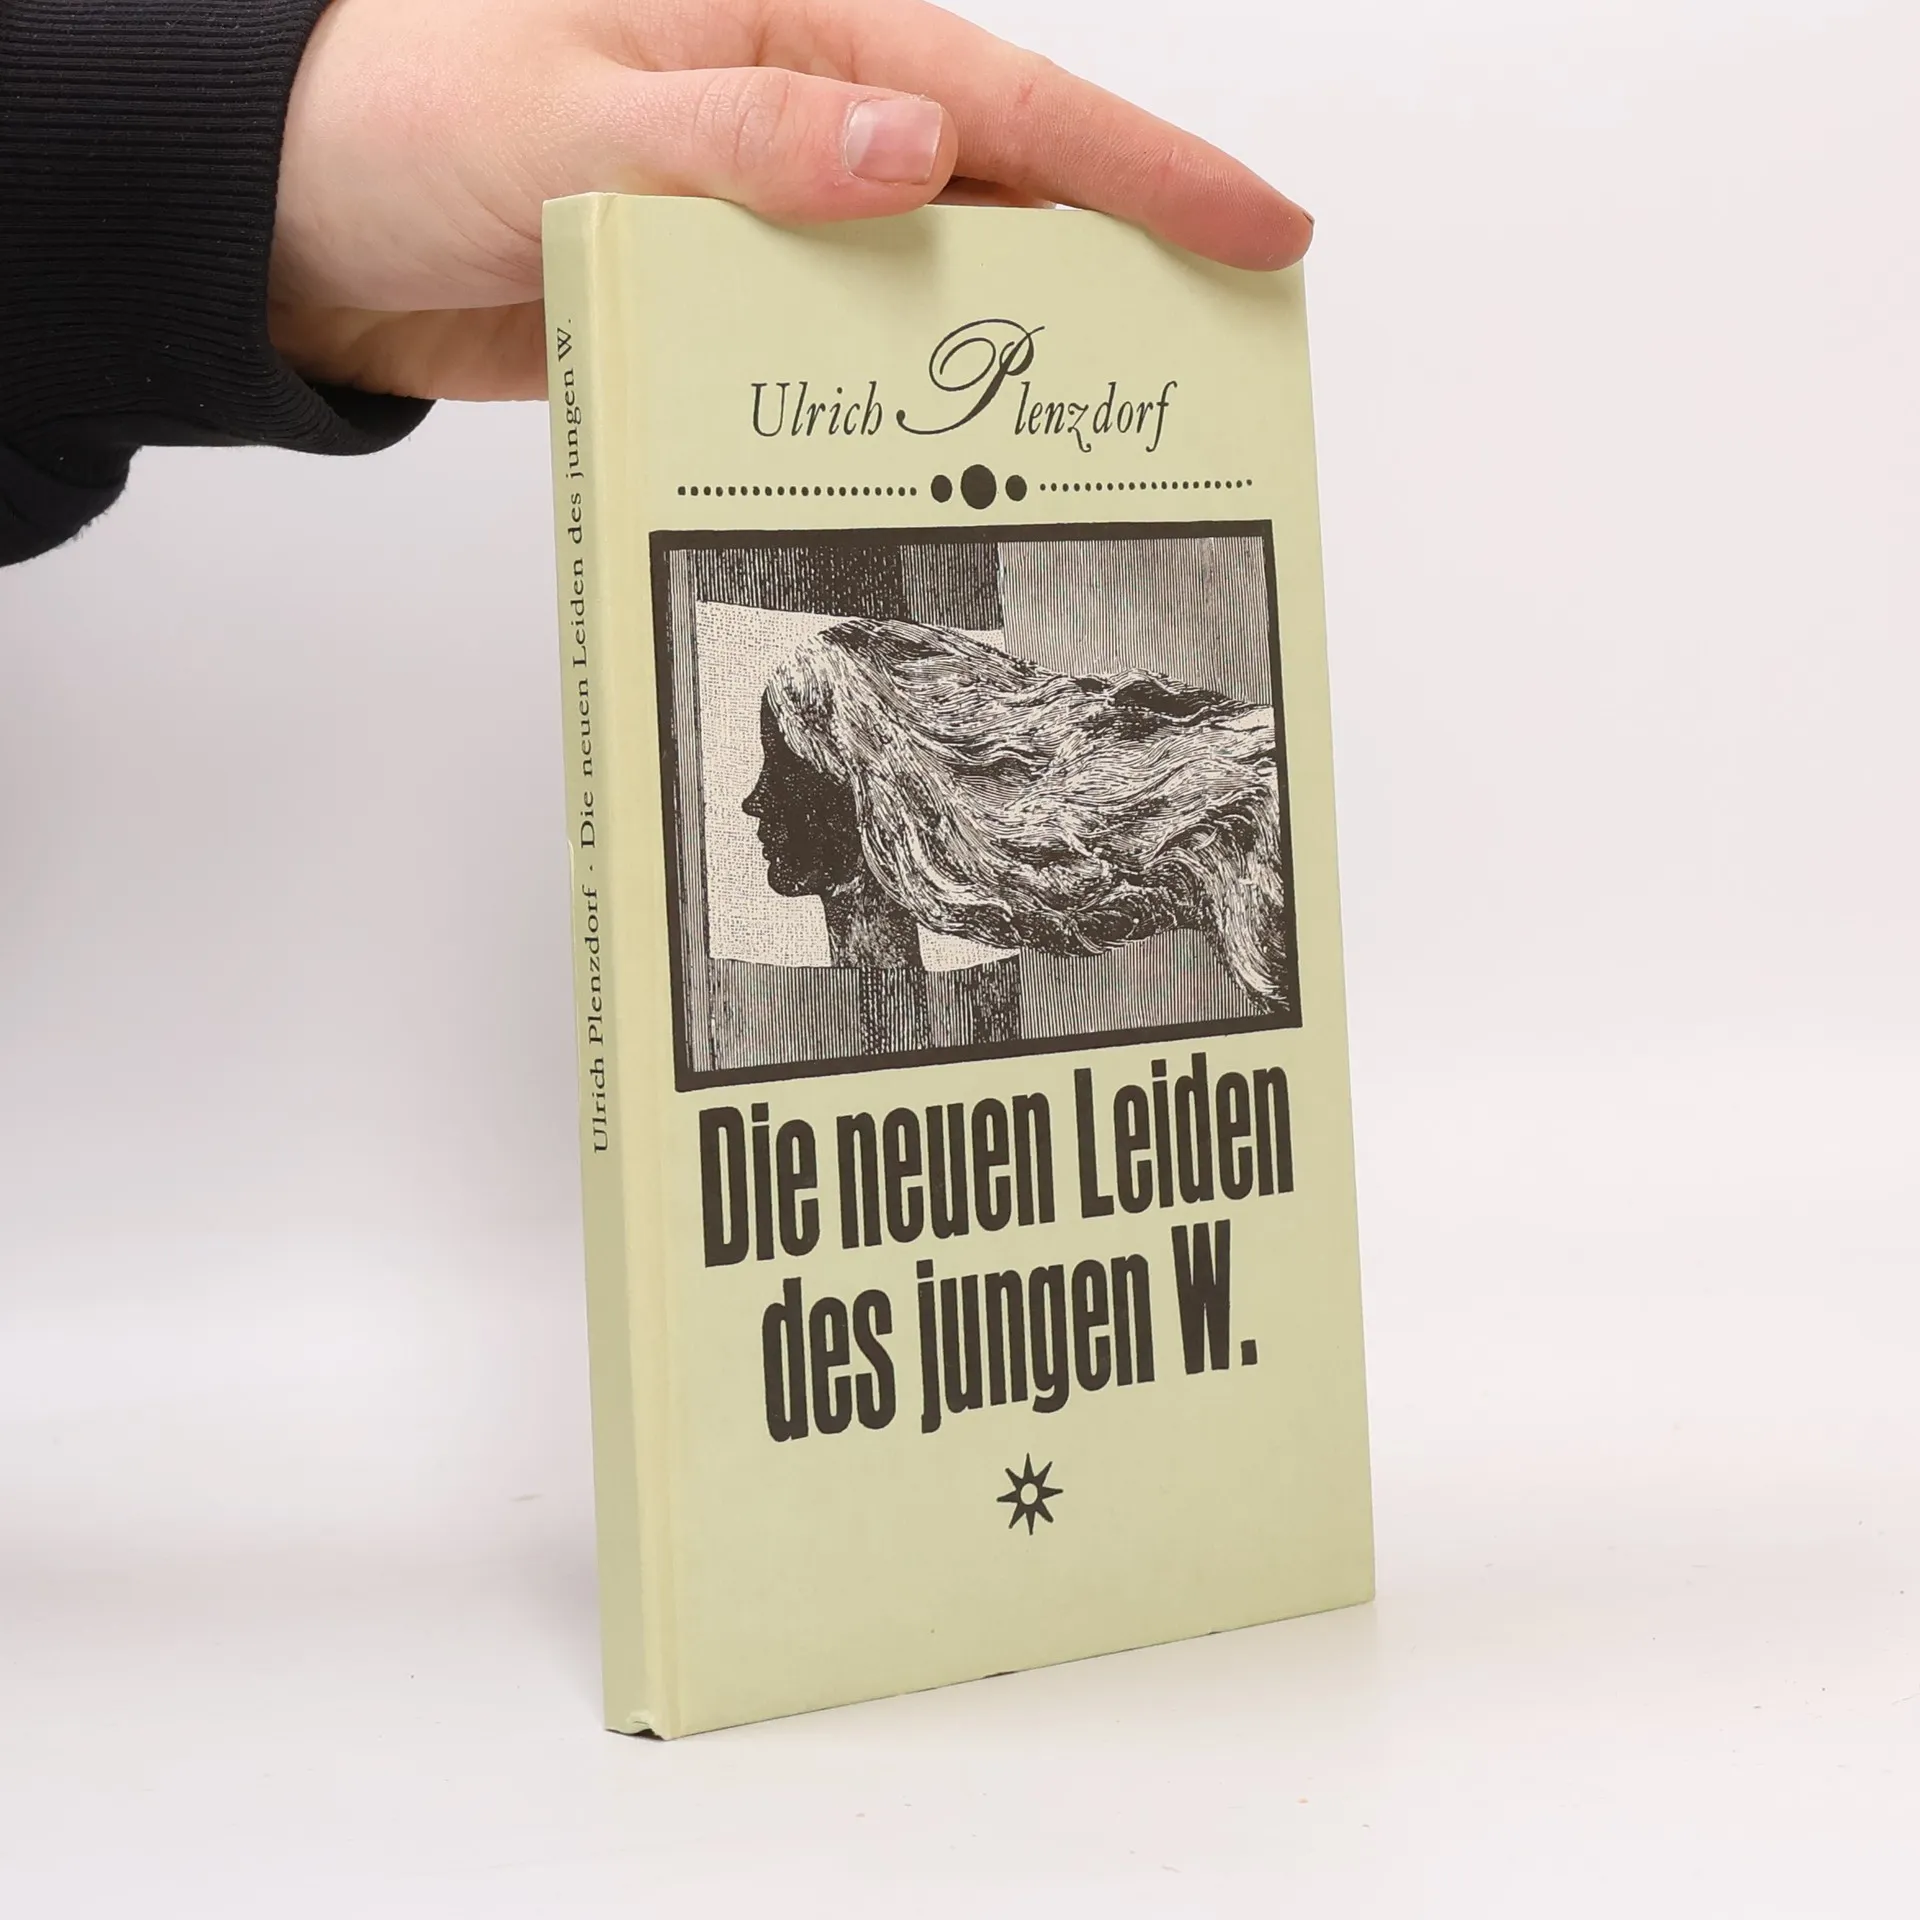 Ulrich Plenzdorf · Die neuen Leiden des jungen W.
Ulrich Plenzdorf
Die neuen Leiden
des jungen W.